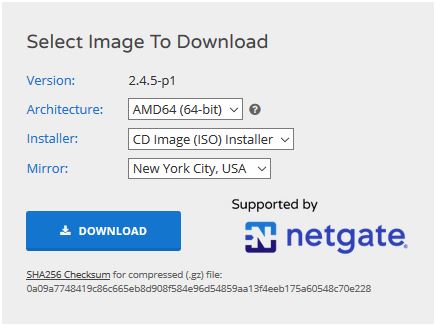 Select Image To Download
Version: 2.4.5-p1
Architecture: AMD64 (64-bit)
Installer: CD Image (ISO) Installer
Mirror: New York City, USA
Supported by
DOWNLOAD
netgate®
SHA256 Checksum for compressed (.gz) file:
0a09a7748419c86c665eb8d908f584e96d54859aa13f4eeb175a60548c70e228